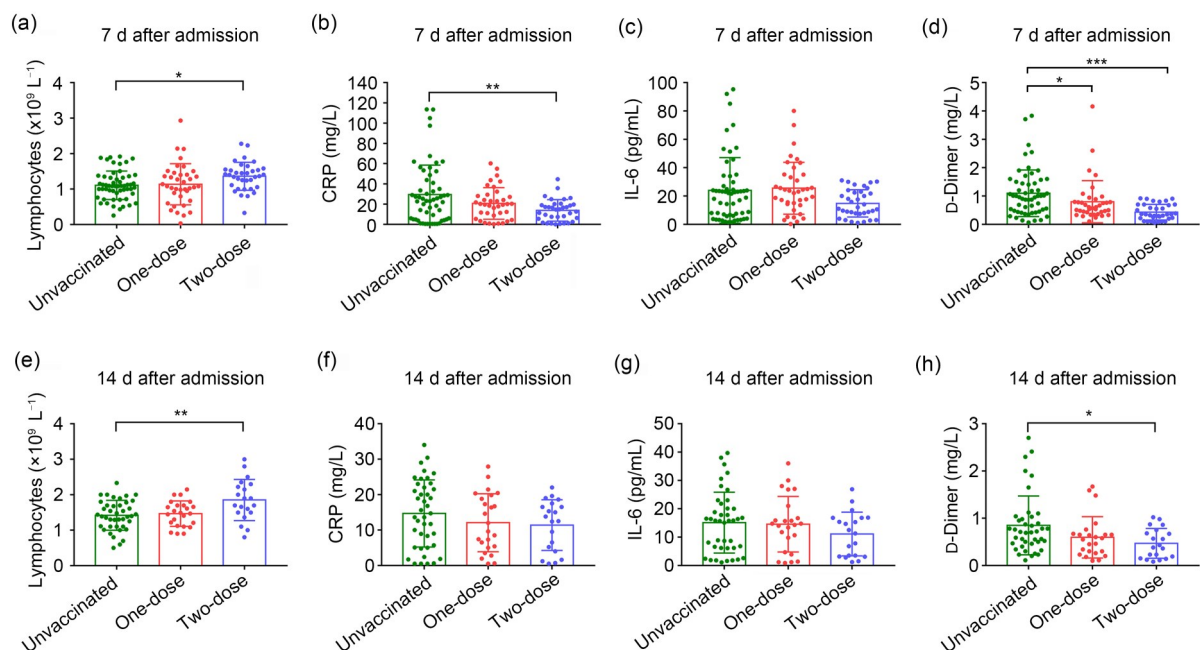 (a)
7 d after admission
Lymphocytes (x10⁹ L⁻¹)
4
3
2
1
0
*
Unvaccinated
One-dose
Two-dose
(b)
7 d after admission
CRP (mg/L)
140
120
100
80
60
40
20
0
**
Unvaccinated
One-dose
Two-dose
(c)
7 d after admission
IL-6 (pg/mL)
100
80
60
40
20
0
Unvaccinated
One-dose
Two-dose
(d)
7 d after admission
D-Dimer (mg/L)
5
4
3
2
1
0
***
*
Unvaccinated
One-dose
Two-dose
(e)
14 d after admission
Lymphocytes (×10⁹ L⁻¹)
4
3
2
1
0
**
Unvaccinated
One-dose
Two-dose
(f)
14 d after admission
CRP (mg/L)
40
30
20
10
0
Unvaccinated
One-dose
Two-dose
(g)
14 d after admission
IL-6 (pg/mL)
50
40
30
20
10
0
Unvaccinated
One-dose
Two-dose
(h)
14 d after admission
D-Dimer (mg/L)
3
2
1
0
*
Unvaccinated
One-dose
Two-dose